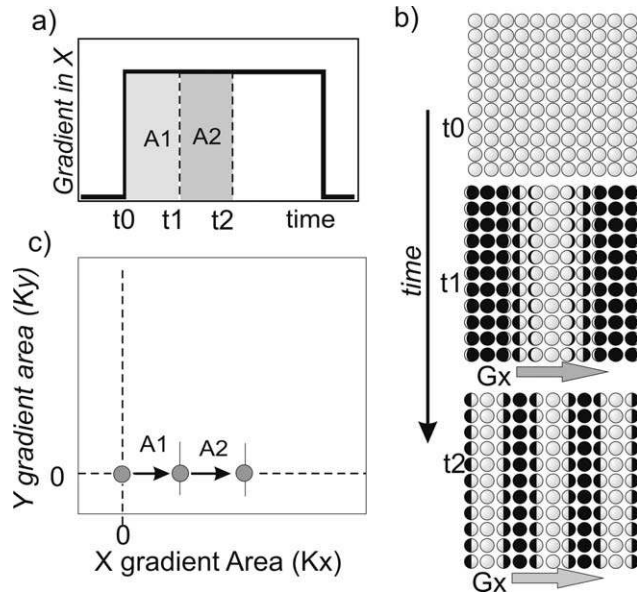 a)
Gradient in X
A1 A2
t0 t1 t2 time
b)
t0
time
t1
Gx
t2
Gx
c)
Y gradient area (Ky)
A1 A2
0
0
X gradient Area (Kx)